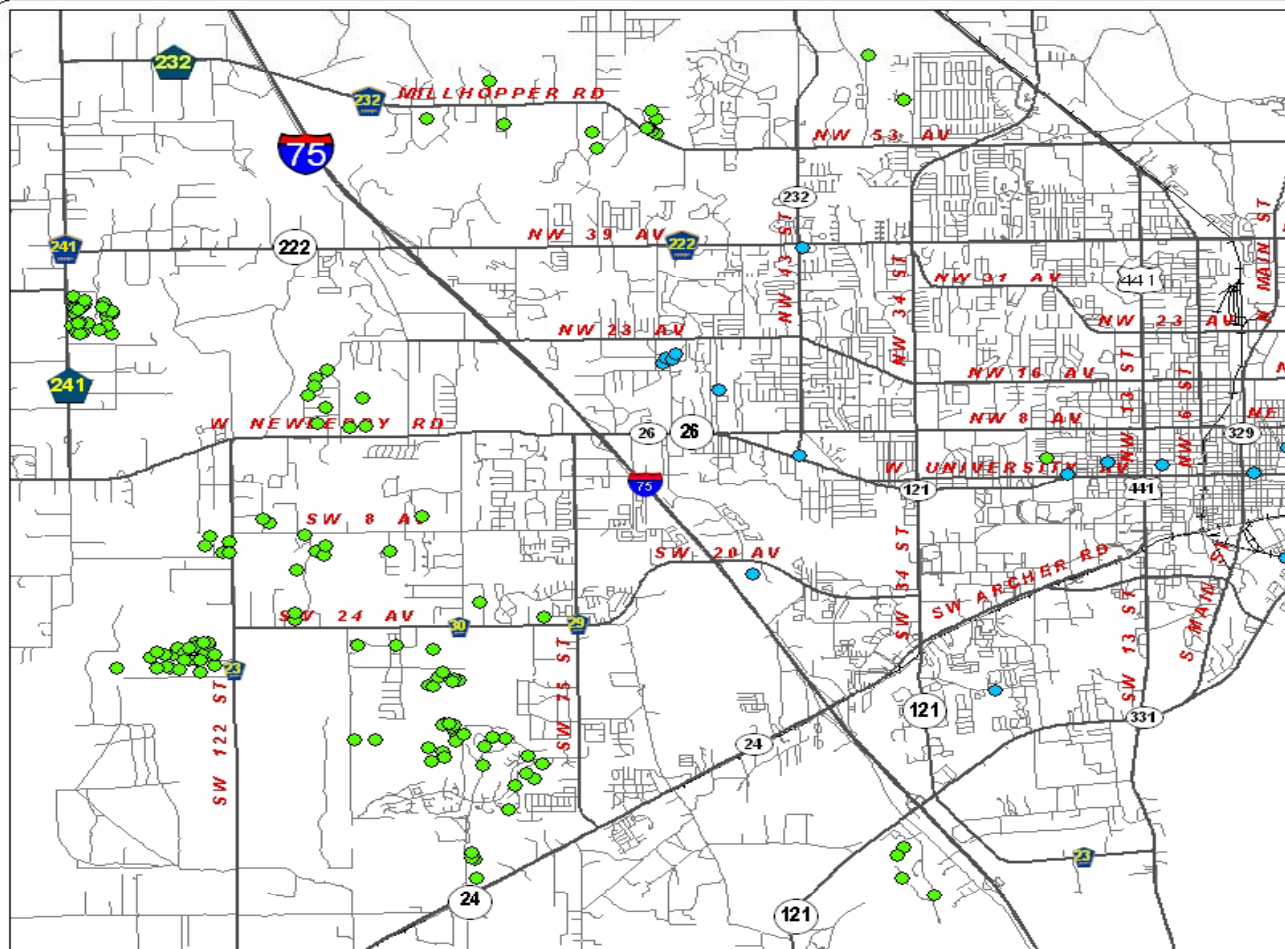 232
232
MILLHOPPER RD
75
NW 53 AV
232
NW 39 AV
222
222
241
NW 43 ST
NW 34 ST
NW 31 AV
441
N MAIN ST
NW 23 AV
NW 23 AV
241
NW 16 AV
NW 13 ST
NW 6 ST
W NEWBERRY RD
26
26
NW 8 AV
NE
329
W UNIVERSITY AV
75
121
441
SW 8 AV
SW 20 AV
SW 34 ST
SW ARCHER RD
SW 24 AV
30
29
SW 13 ST
S MAIN ST
23
SW 122 ST
SW 75 ST
121
331
24
23
24
121